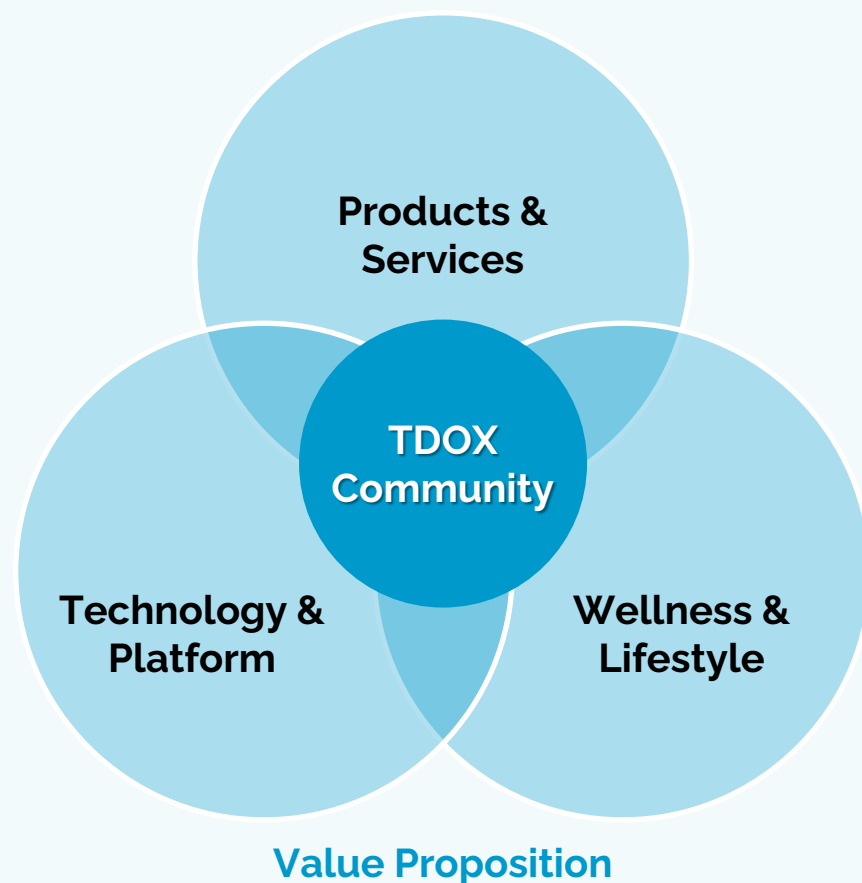 Products &
Services
TDOX
Community
Technology &
Platform
Wellness &
Lifestyle
Value Proposition